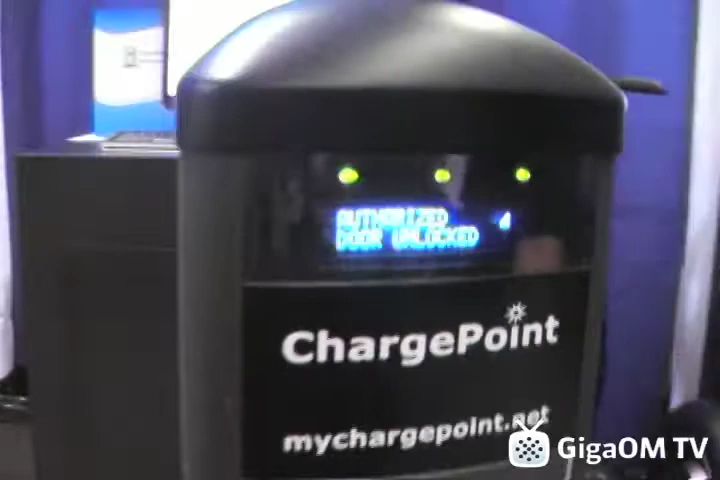 AUTHORIZED
DOOR UNLOCKED
ChargePoint
mychargepoint.net
GigaOM TV